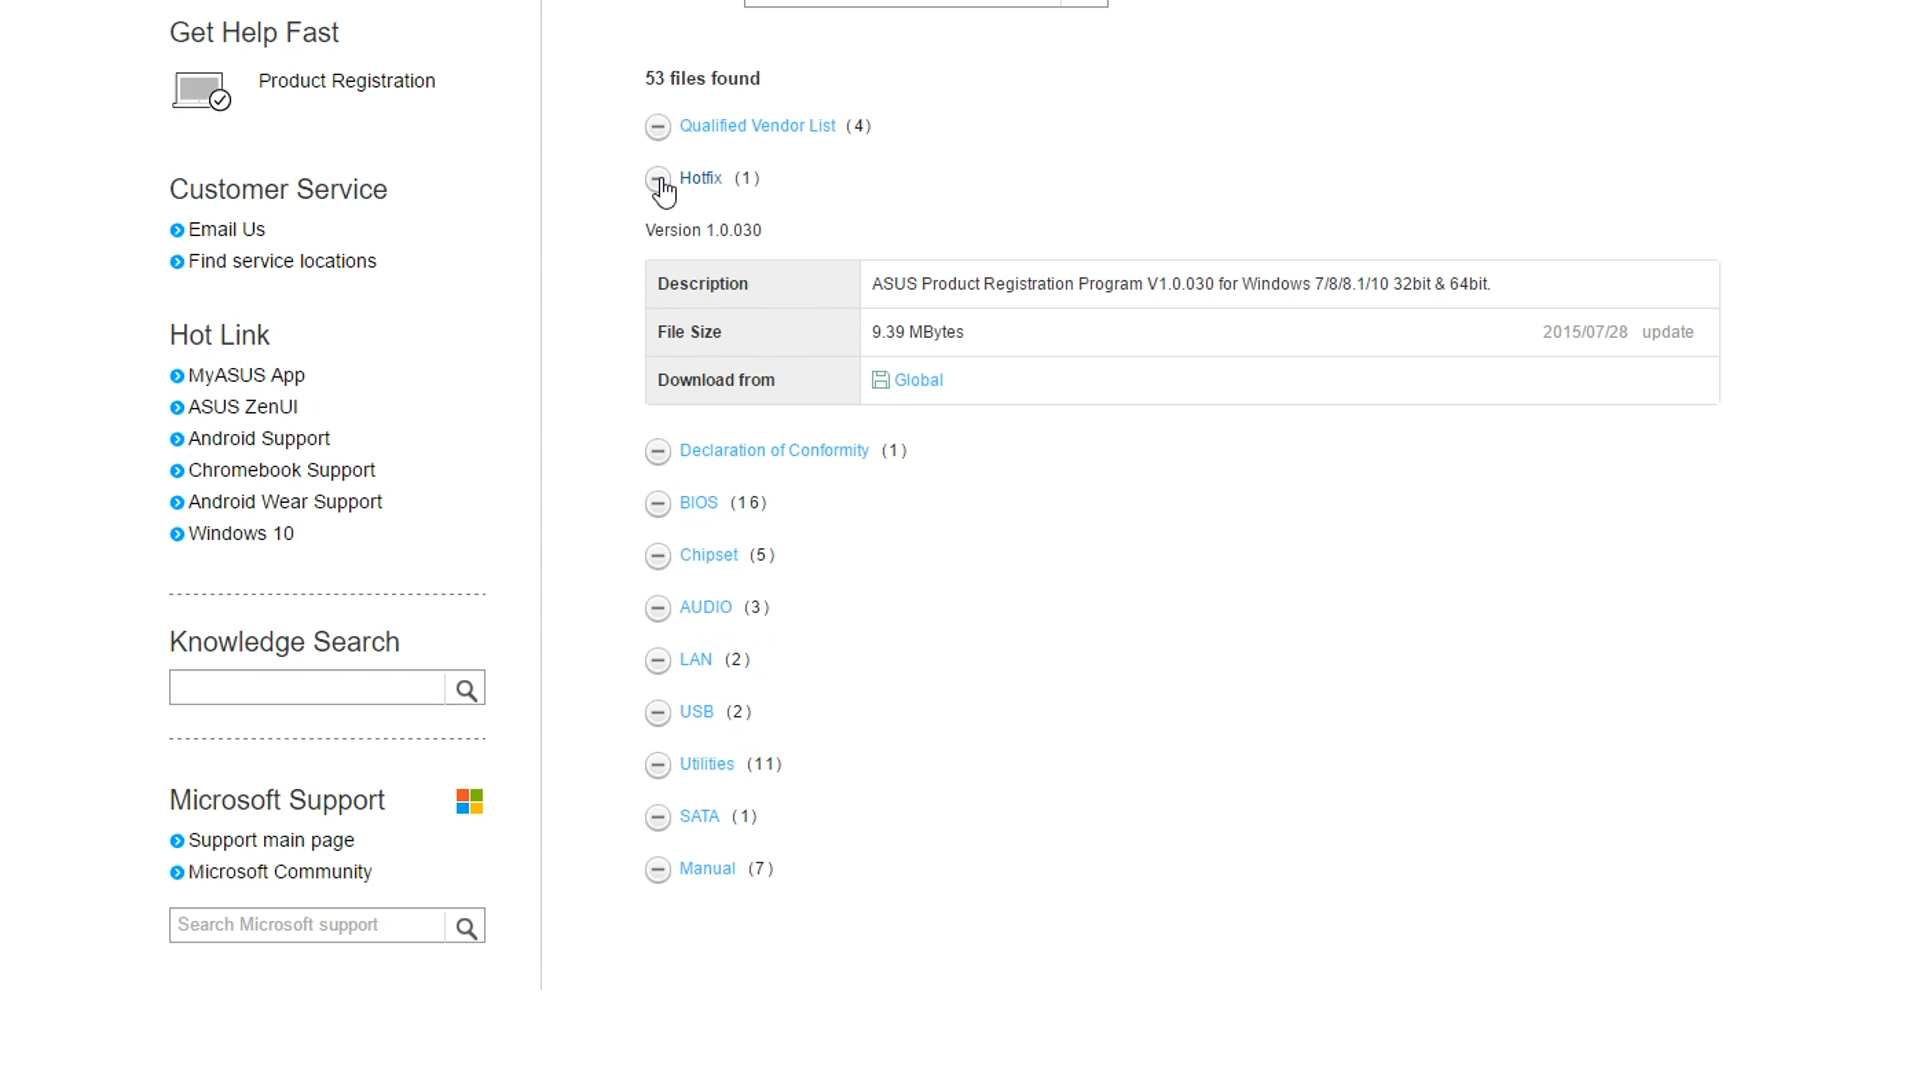 Get Help Fast
Product Registration
Customer Service
Email Us
Find service locations
Hot Link
MyASUS App
ASUS ZenUI
Android Support
Chromebook Support
Android Wear Support
Windows 10
Knowledge Search
Microsoft Support
Support main page
Microsoft Community
Search Microsoft support
53 files found
Qualified Vendor List (4)
Hotfix (1)
Version 1.0.030
Description ASUS Product Registration Program V1.0.030 for Windows 7/8/8.1/10 32bit & 64bit.
File Size 9.39 MBytes 2015/07/28 update
Download from Global
Declaration of Conformity (1)
BIOS (16)
Chipset (5)
AUDIO (3)
LAN (2)
USB (2)
Utilities (11)
SATA (1)
Manual (7)